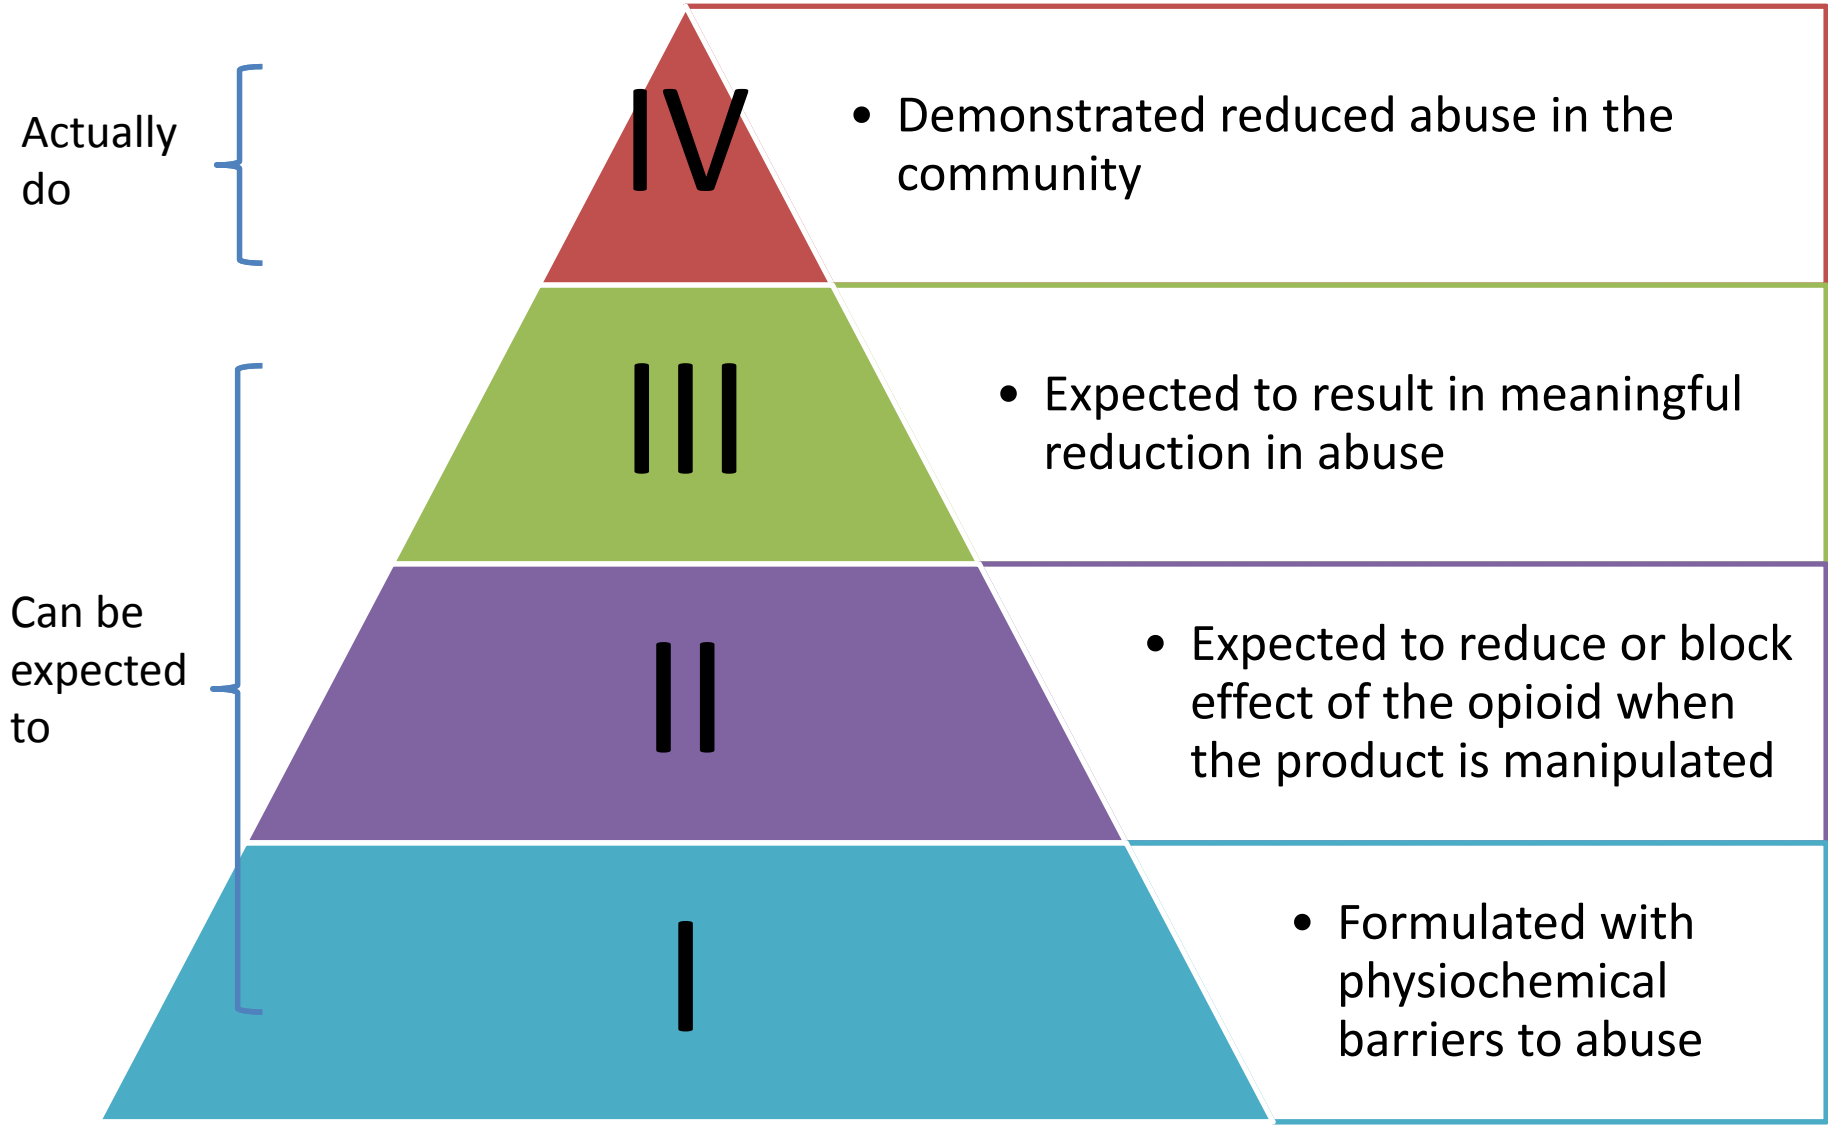 Actually
do
IV
• Demonstrated reduced abuse in the
community
III
• Expected to result in meaningful
reduction in abuse
Can be
expected
to
II
• Expected to reduce or block
effect of the opioid when
the product is manipulated
I
• Formulated with
physiochemical
barriers to abuse